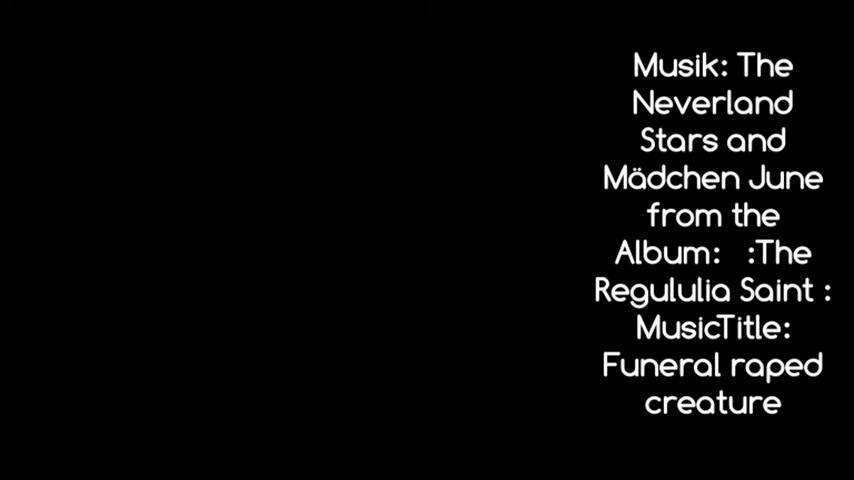 Musik: The
Neverland
Stars and
Mädchen June
from the
Album: :The
Regululia Saint :
MusicTitle:
Funeral raped
creature